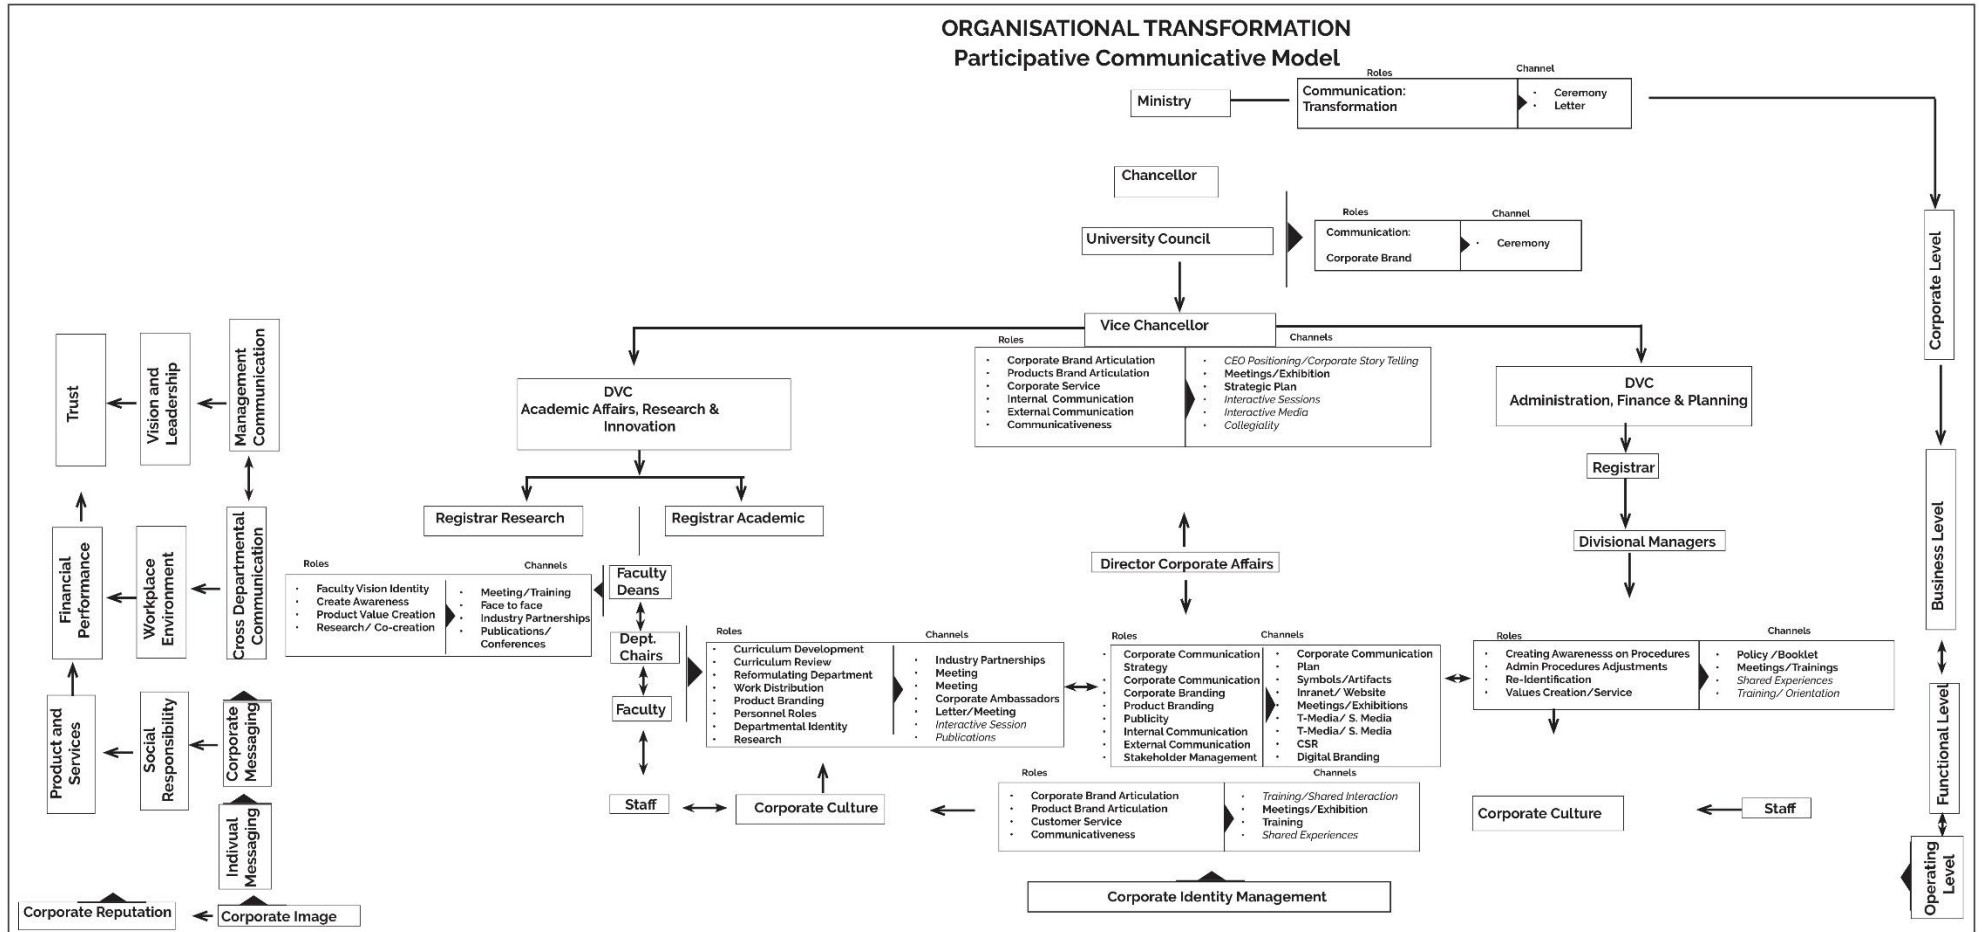 ORGANISATIONAL TRANSFORMATION
Participative Communicative Model
Roles
Channel
Ministry
Communication:
Transformation
Ceremony
Letter
Chancellor
University Council
Roles
Channel
Communication:
Corporate Brand
Ceremony
Vice Chancellor
Roles
Channels
Corporate Brand Articulation
Products Brand Articulation
Corporate Service
Internal Communication
External Communication
Communicativeness
CEO Positioning/Corporate Story Telling
Meetings/Exhibition
Strategic Plan
Interactive Sessions
Interactive Media
Collegiality
DVC
Academic Affairs, Research &
Innovation
DVC
Administration, Finance & Planning
Registrar
Divisional Managers
Registrar Research
Registrar Academic
Director Corporate Affairs
Roles
Channels
Faculty Vision Identity
Create Awareness
Product Value Creation
Research/ Co-creation
Meeting/Training
Face to face
Industry Partnerships
Publications/
Conferences
Faculty
Deans
Dept.
Chairs
Faculty
Staff
Roles
Channels
Curriculum Development
Curriculum Review
Reformulating Department
Work Distribution
Product Branding
Personnel Roles
Departmental Identity
Research
Industry Partnerships
Meeting
Meeting
Corporate Ambassadors
Letter/Meeting
Interactive Session
Publications
Roles
Channels
Corporate Communication
Strategy
Corporate Communication
Corporate Branding
Product Branding
Publicity
Internal Communication
External Communication
Stakeholder Management
Corporate Communication
Plan
Symbols/Artifacts
Inranet/ Website
Meetings/Exhibitions
T-Media/ S. Media
T-Media/ S. Media
CSR
Digital Branding
Roles
Channels
Creating Awarenesss on Procedures
Admin Procedures Adjustments
Re-Identification
Values Creation/Service
Policy /Booklet
Meetings/Trainings
Shared Experiences
Training/ Orientation
Corporate Culture
Roles
Channels
Corporate Brand Articulation
Product Brand Articulation
Customer Service
Communicativeness
Training/Shared Interaction
Meetings/Exhibition
Training
Shared Experiences
Corporate Culture
Staff
Corporate Identity Management
Trust
Vision and
Leadership
Management
Communication
Financial
Performance
Workplace
Environment
Cross Departmental
Communication
Product and
Services
Social
Responsibility
Corporate
Messaging
Indivual
Messaging
Corporate Reputation
Corporate Image
Corporate Level
Business Level
Functional Level
Operating
Level